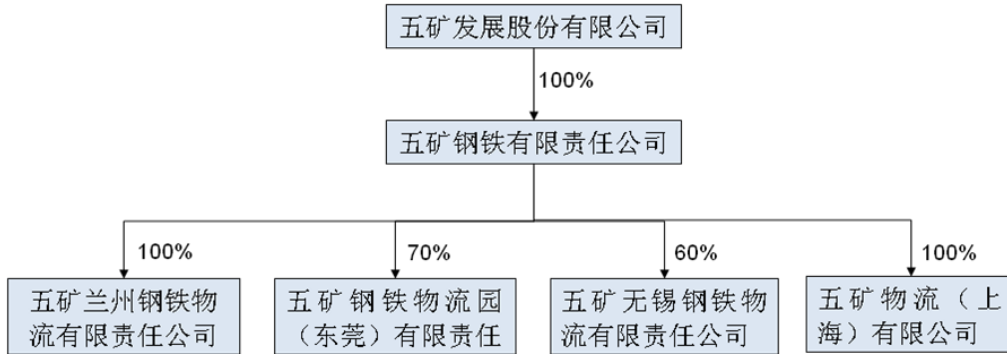 五矿发展股份有限公司
100%
五矿钢铁有限责任公司
100%
70%
60%
100%
五矿兰州钢铁物
流有限责任公司
五矿钢铁物流园
（东莞）有限责任
五矿无锡钢铁物
流有限责任公司
五矿物流（上
海）有限公司